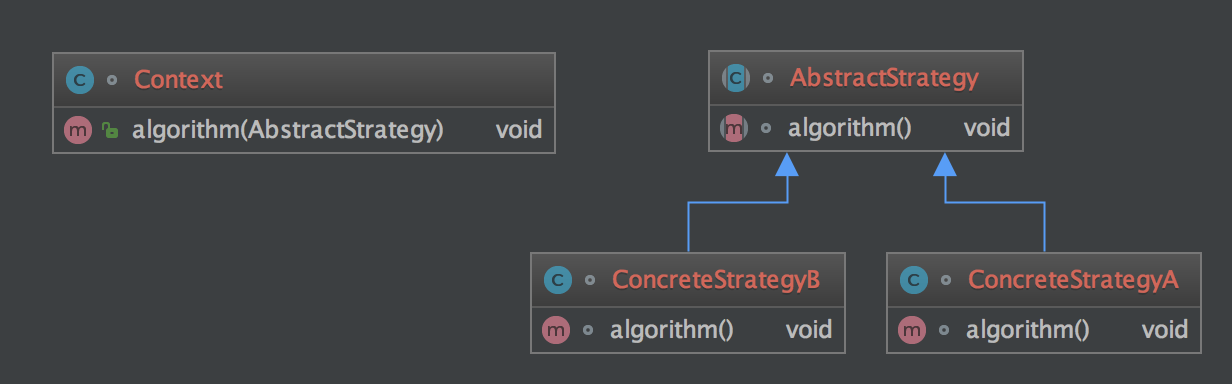 C Context
m algorithm(AbstractStrategy) void
C AbstractStrategy
m algorithm() void
C ConcreteStrategyB
m algorithm() void
C ConcreteStrategyA
m algorithm() void